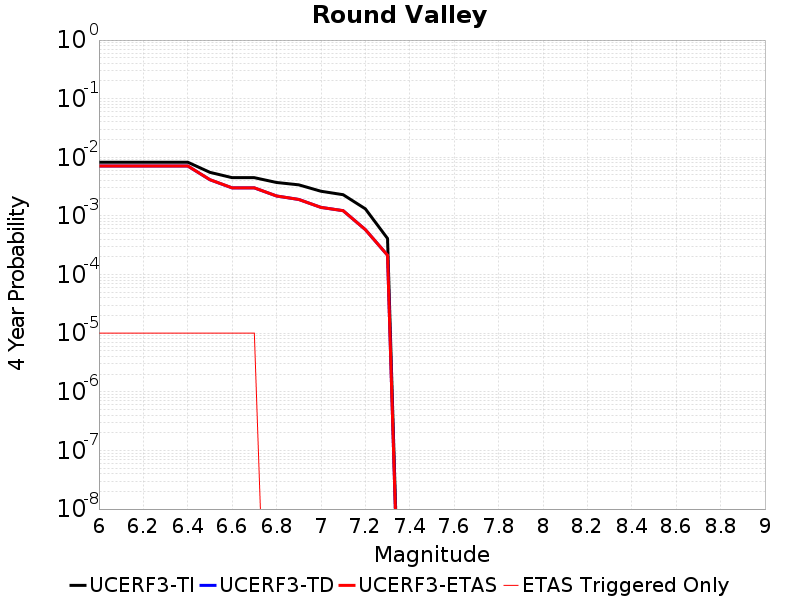 Round Valley
10^0
10^-1
10^-2
10^-3
10^-4
10^-5
10^-6
10^-7
10^-8
4 Year Probability
6 6.2 6.4 6.6 6.8 7 7.2 7.4 7.6 7.8 8 8.2 8.4 8.6 8.8 9
Magnitude
UCERF3-TI UCERF3-TD UCERF3-ETAS ETAS Triggered Only